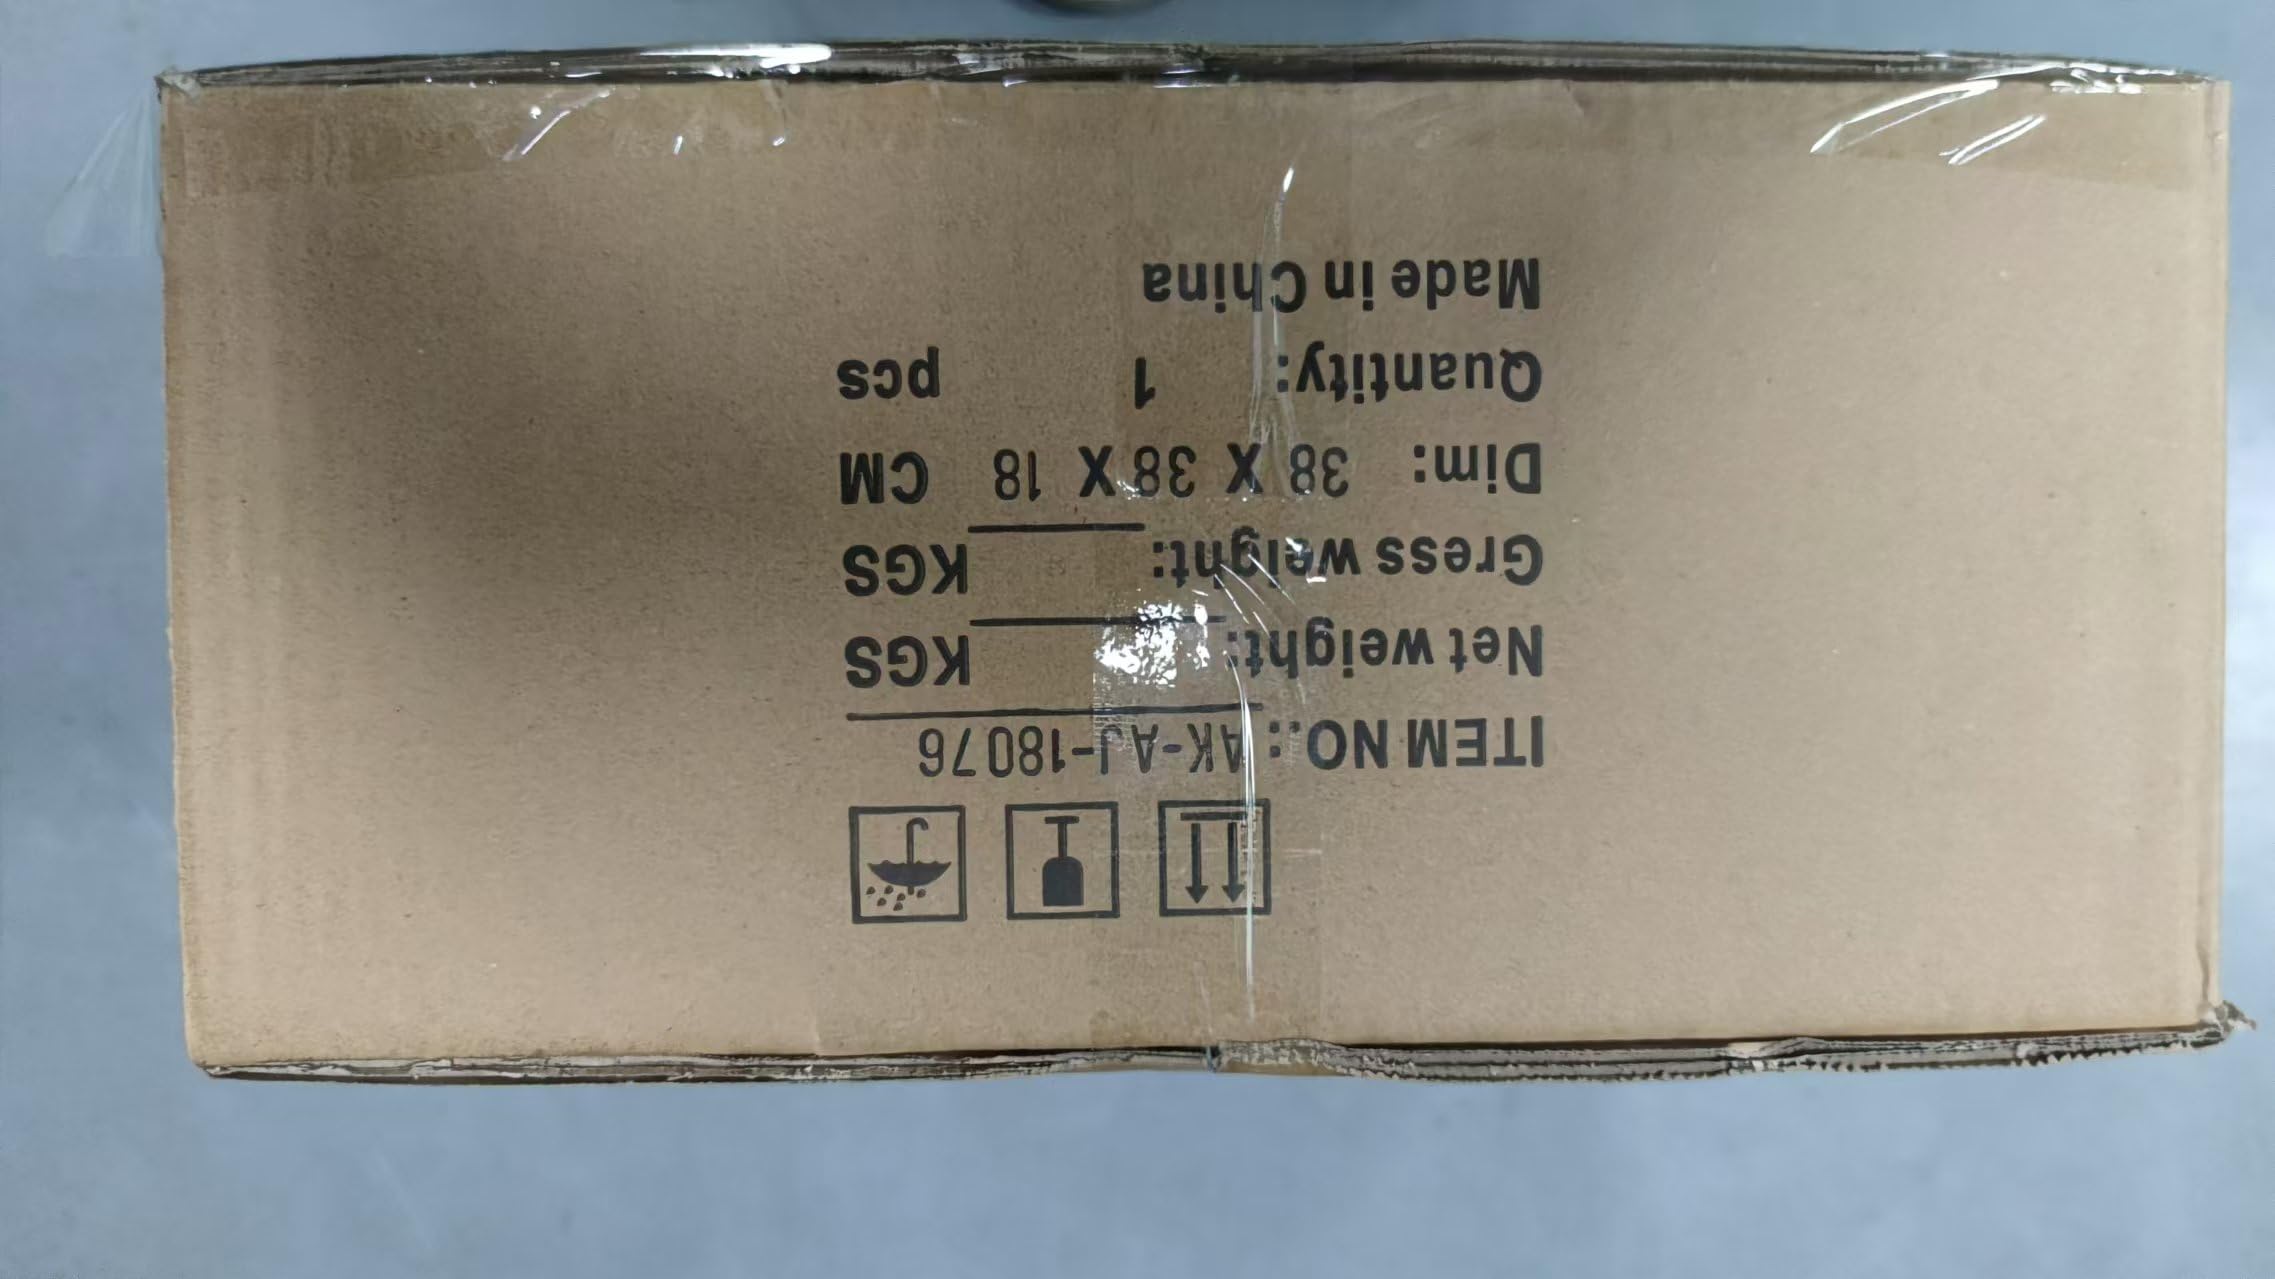 ITEM NO.: AK-AJ-18076
Net weight: KGS
Gress weight: KGS
Dim: 38 X 38 X 18 CM
Quantity: 1 pcs
Made in China